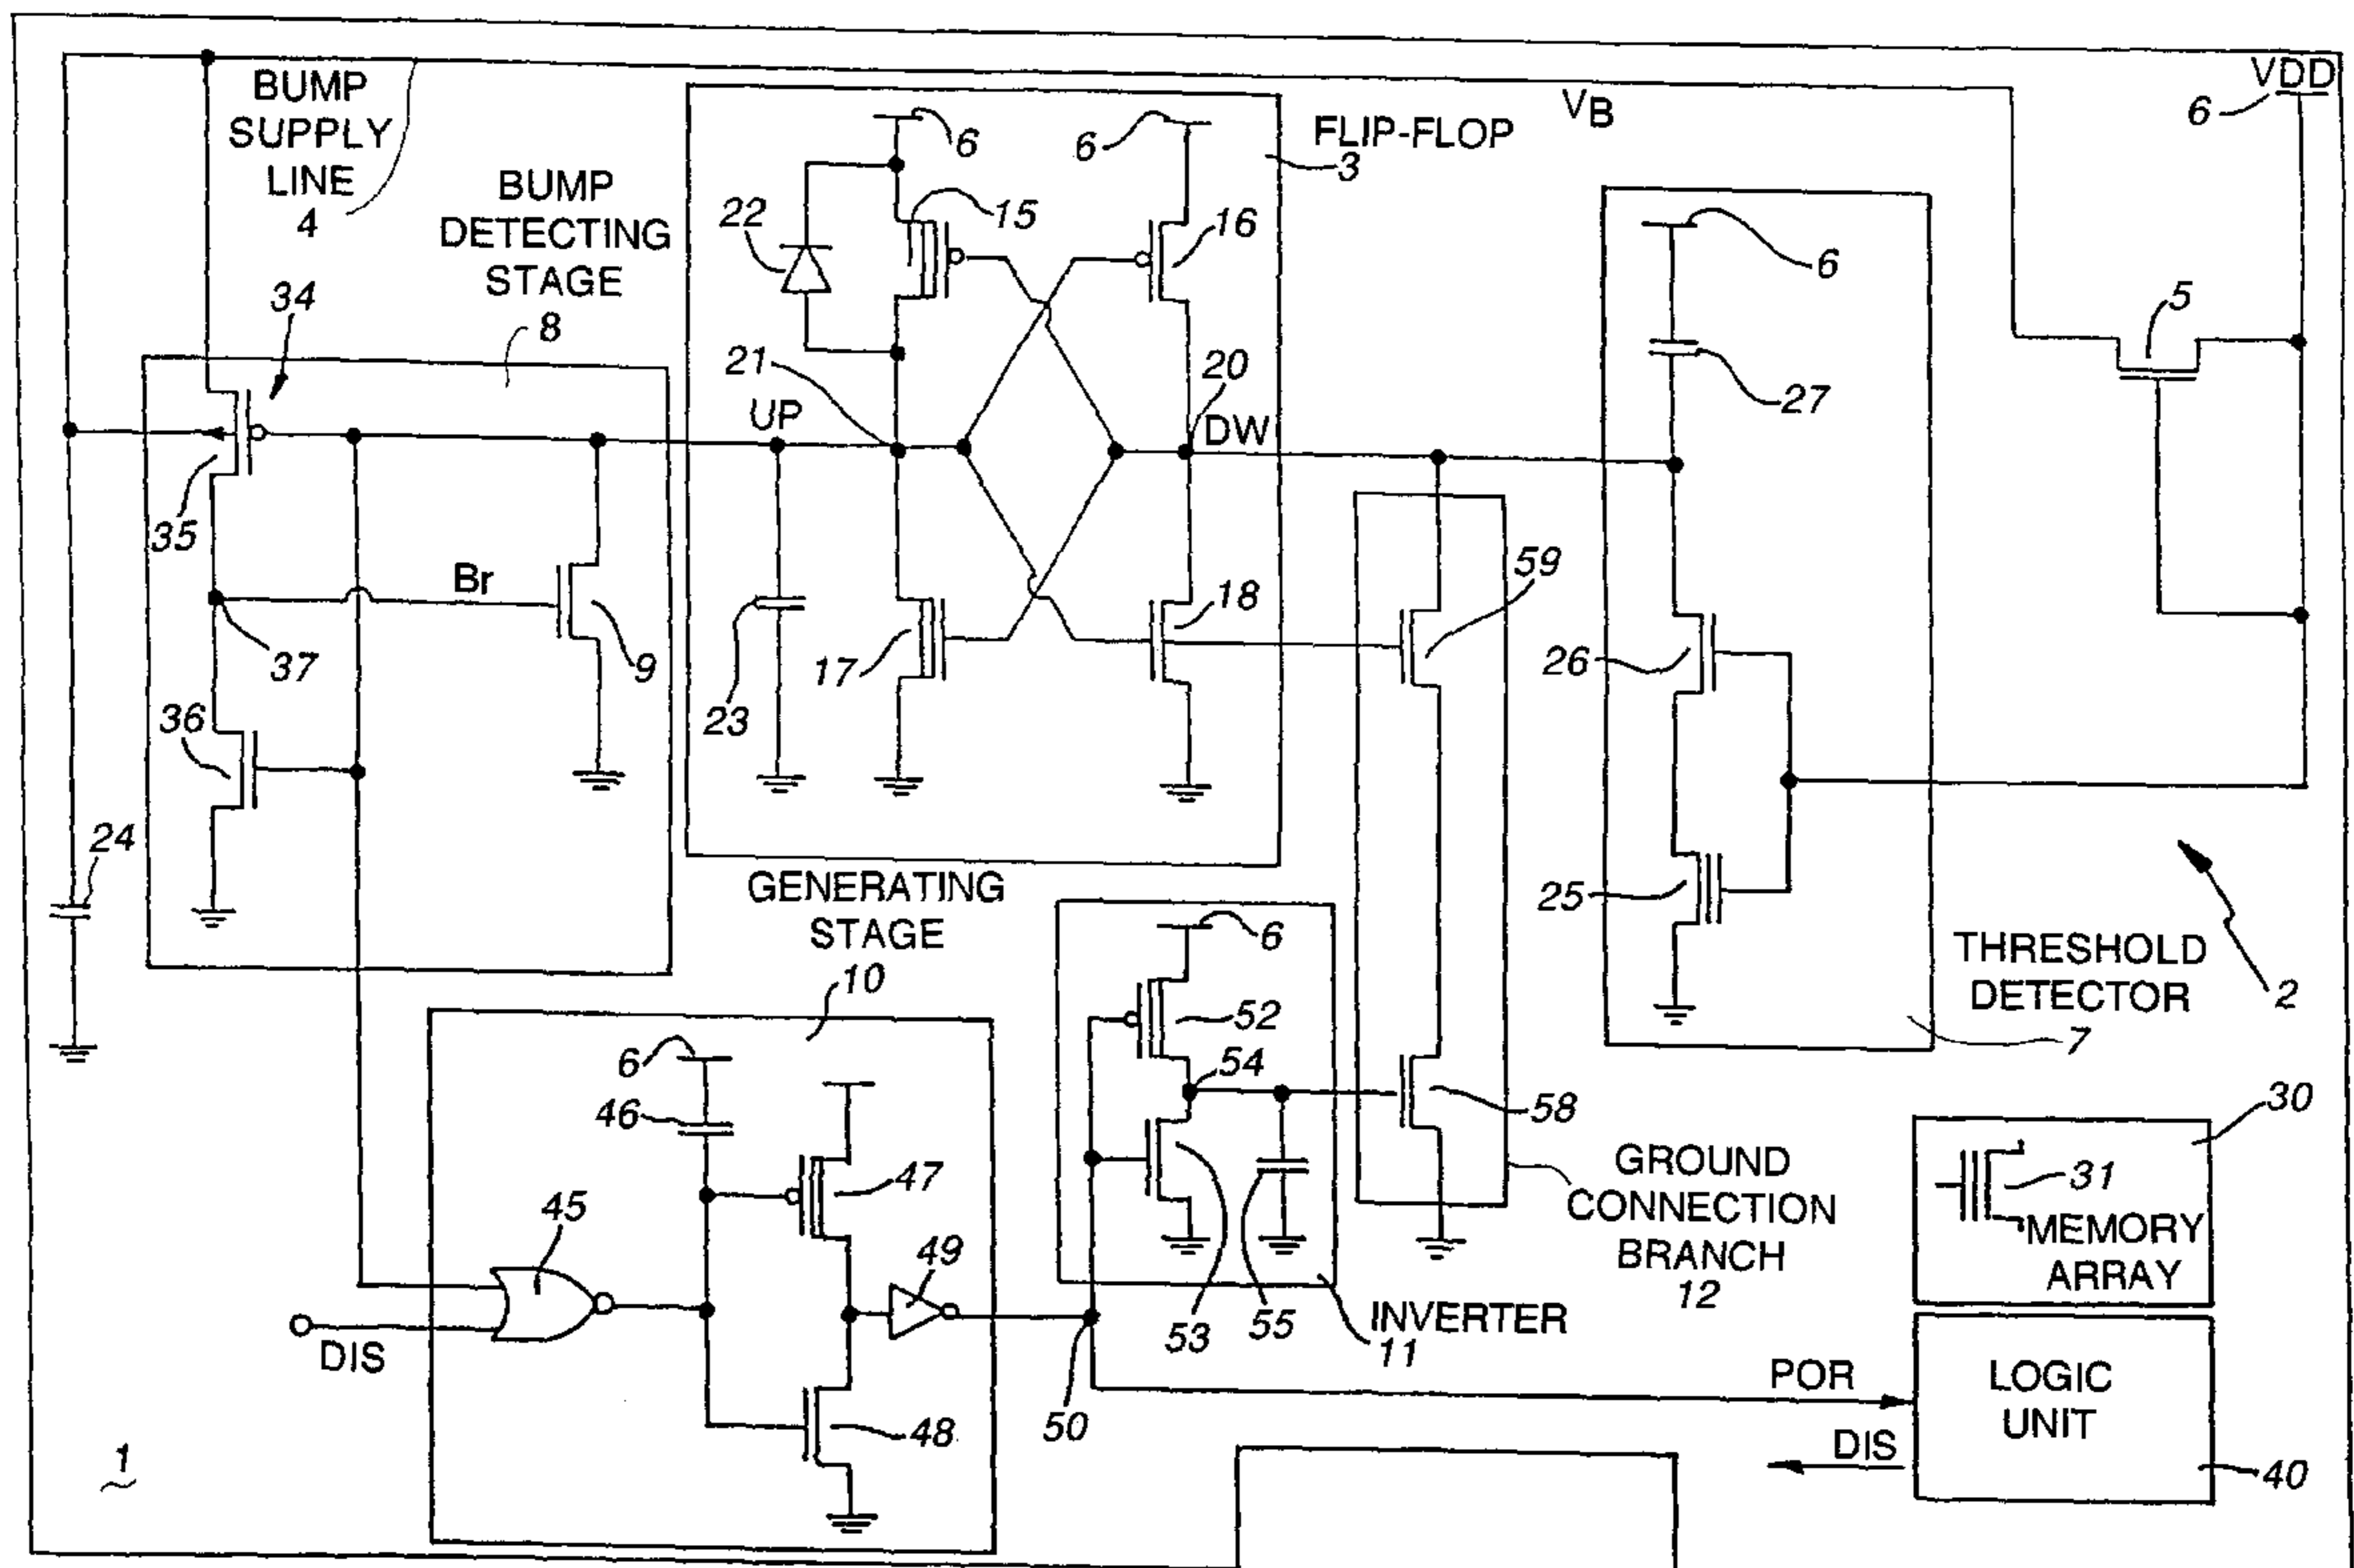 VDD
6
BUMP
SUPPLY
LINE
4
VB
FLIP-FLOP
3
6
6
BUMP
DETECTING
STAGE
8
22
15
16
6
5
34
27
21
20
UP
DW
35
Br
59
37
9
17
18
23
26
36
24
25
GENERATING
STAGE
10
6
THRESHOLD
DETECTOR
7
2
52
54
6
46
58
30
47
31
MEMORY
ARRAY
GROUND
CONNECTION
BRANCH
12
45
49
53
55
INVERTER
11
DIS
50
POR
LOGIC
UNIT
48
DIS
40
1